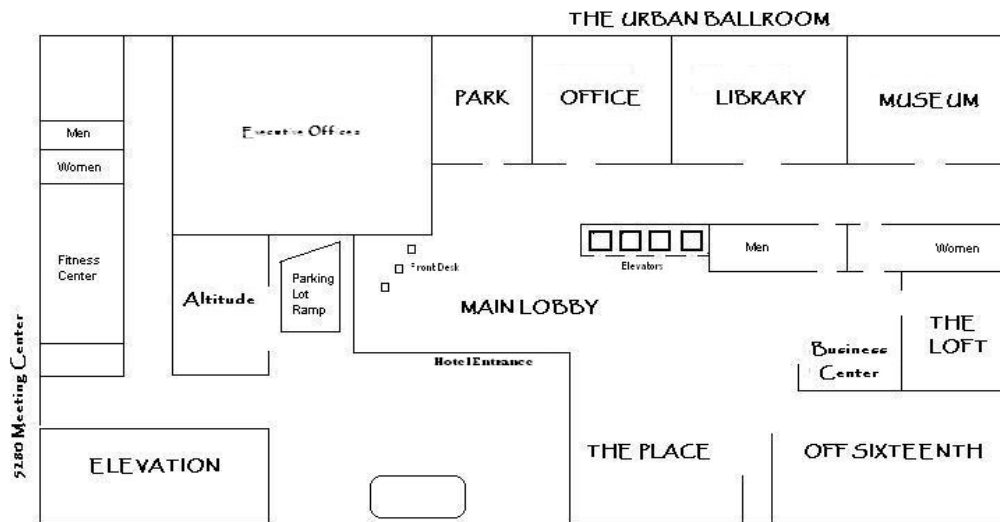 THE URBAN BALLROOM
PARK
OFFICE
LIBRARY
MUSEUM
Men
Executive Offices
Women
Fitness
Center
Men
Women
Elevators
Front Desk
Parking
Lot
Ramp
Altitude
MAIN LOBBY
THE
LOFT
Business
Center
Hotel Entrance
5280 Meeting Center
ELEVATION
THE PLACE
OFF SIXTEENTH